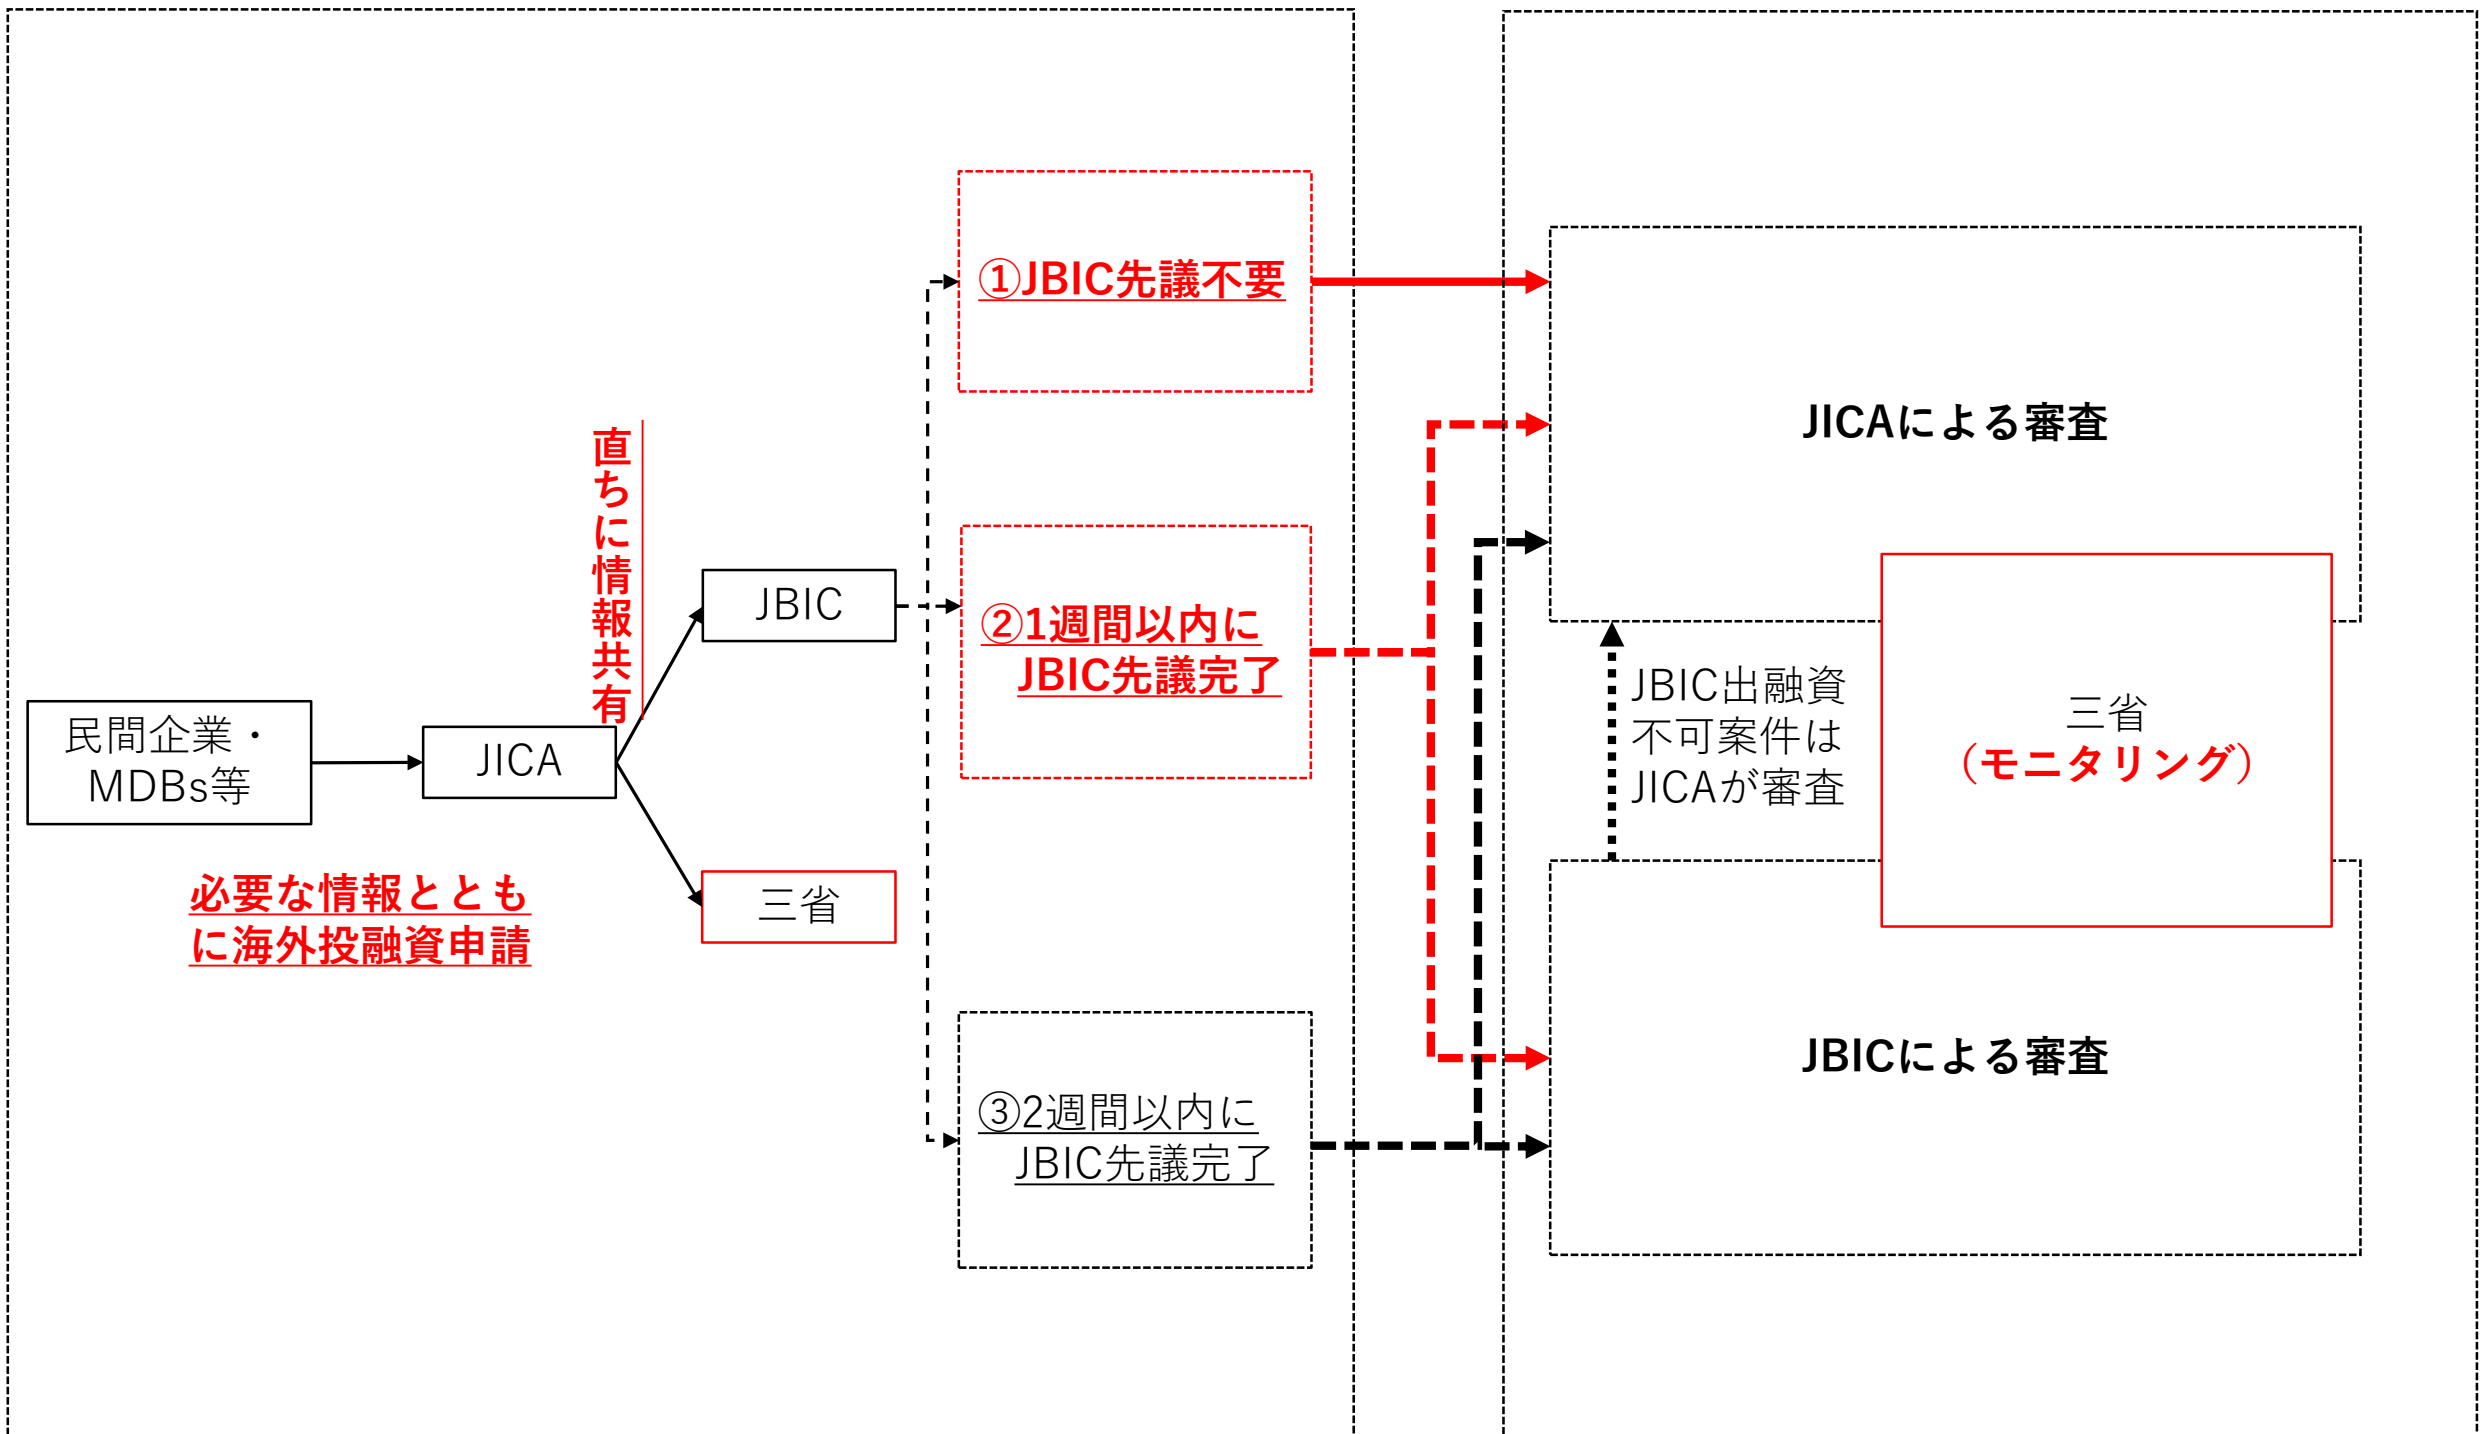 民間企業・
MDBs等
必要な情報ととも
に海外投融資申請
JICA
直ちに情報共有
JBIC
三省
①JBIC先議不要
②1週間以内に
JBIC先議完了
③2週間以内に
JBIC先議完了
JICAによる審査
JBIC出融資
不可案件は
JICAが審査
三省
（モニタリング）
JBICによる審査